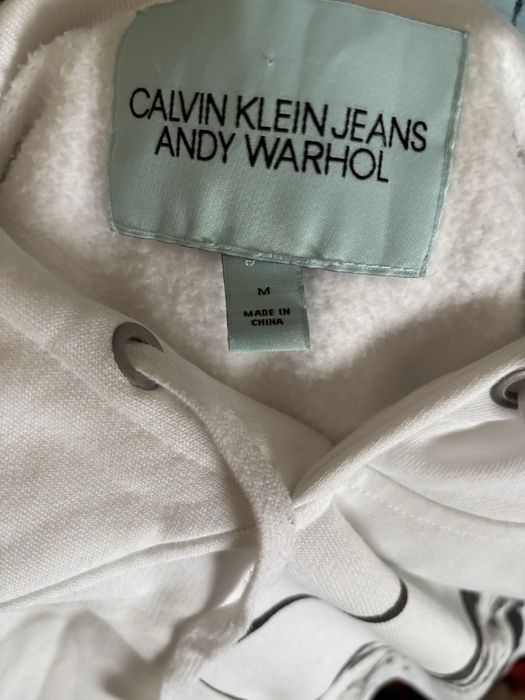 CALVIN KLEIN JEANS
ANDY WARHOL
M
MADE IN
CHINA